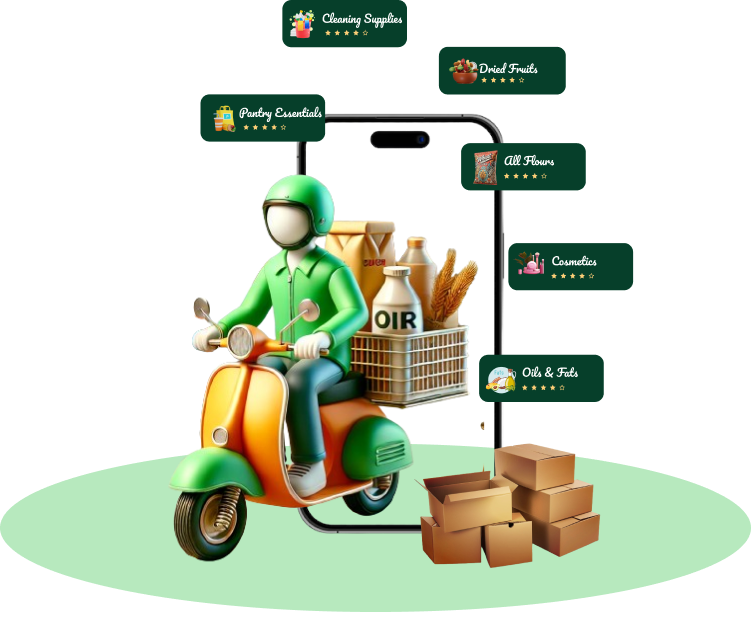 Cleaning Supplies
Dried Fruits
Pantry Essentials
All Flours
Cosmetics
OIR
Oils & Fats